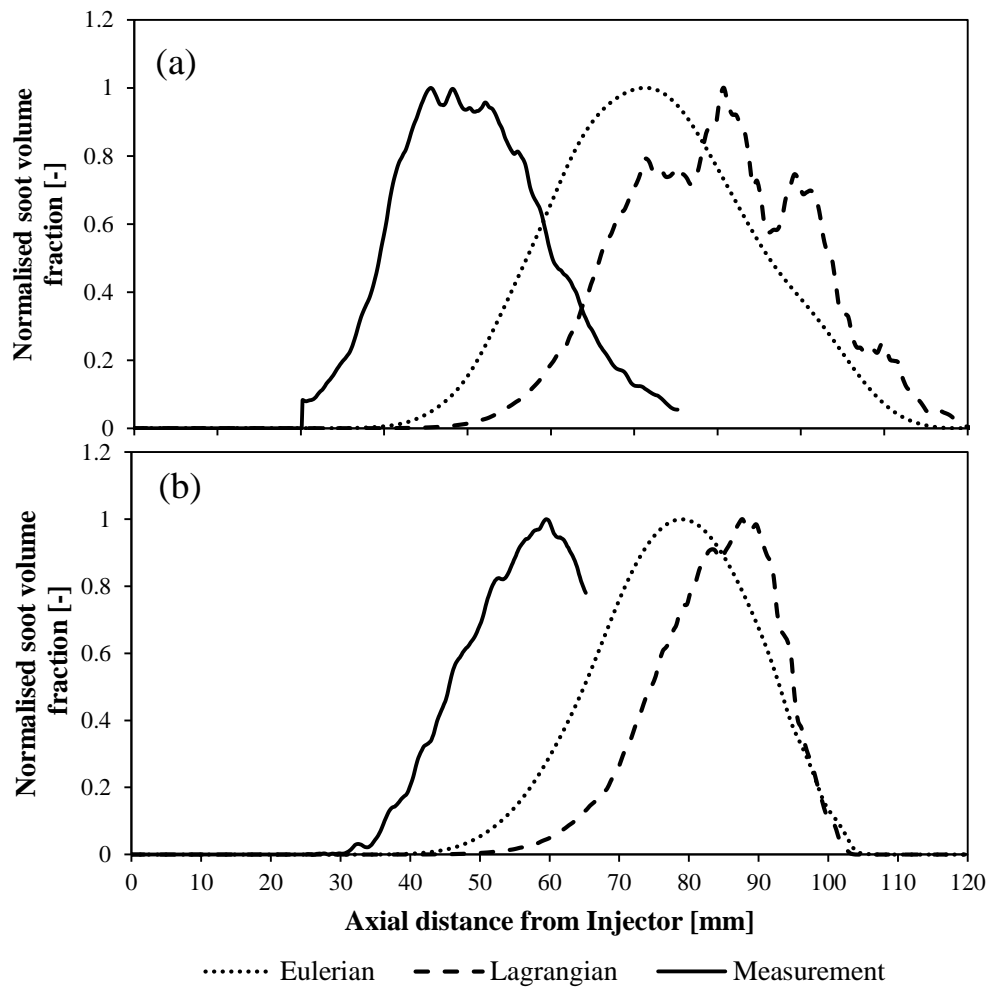 1.2
(a)
1
0.8
0.6
0.4
0.2
0
Normalised soot volume
fraction [-]
1.2
(b)
1
0.8
0.6
0.4
0.2
0
Normalised soot volume
fraction [-]
0 10 20 30 40 50 60 70 80 90 100 110 120
Axial distance from Injector [mm]
Eulerian Lagrangian Measurement